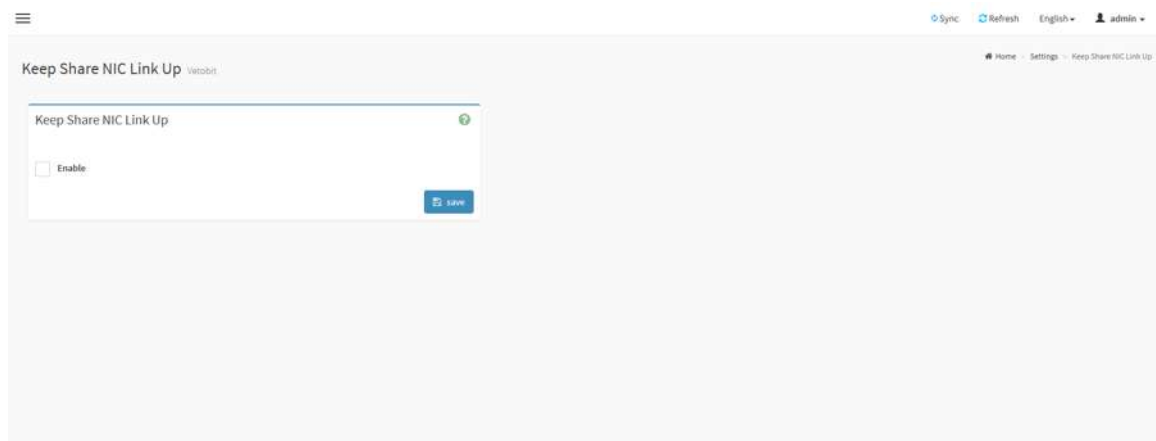 Sync Refresh English admin
Keep Share NIC Link Up Vetobit
Home Settings Keep Share NIC Link Up
Keep Share NIC Link Up
Enable
save